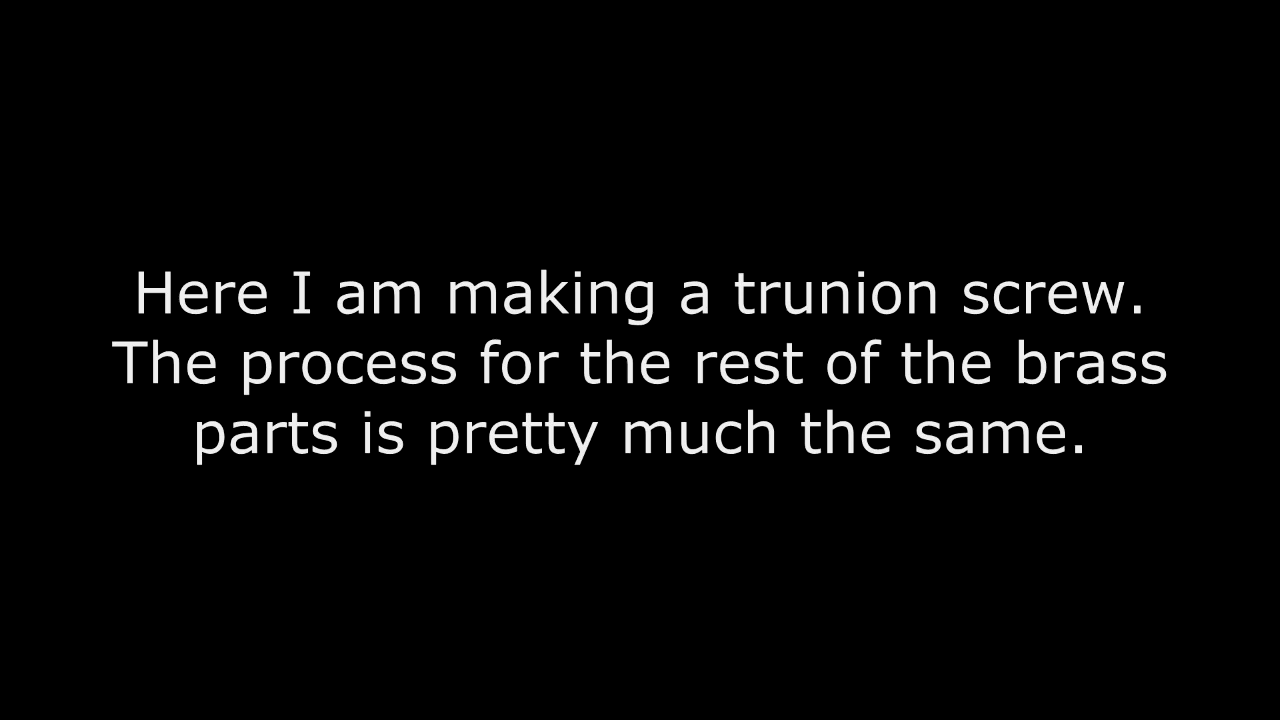 Here I am making a trunion screw.
The process for the rest of the brass
parts is pretty much the same.